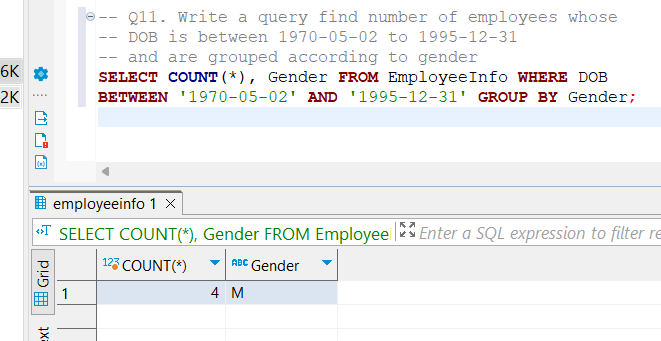 -- Q11. Write a query find number of employees whose
-- DOB is between 1970-05-02 to 1995-12-31
-- and are grouped according to gender
SELECT COUNT(*), Gender FROM EmployeeInfo WHERE DOB
BETWEEN '1970-05-02' AND '1995-12-31' GROUP BY Gender;
6K
2K
employeeinfo 1
SELECT COUNT(*), Gender FROM Employee
Enter a SQL expression to filter re
Grid
123 COUNT(*)
ABC Gender
1 4 M